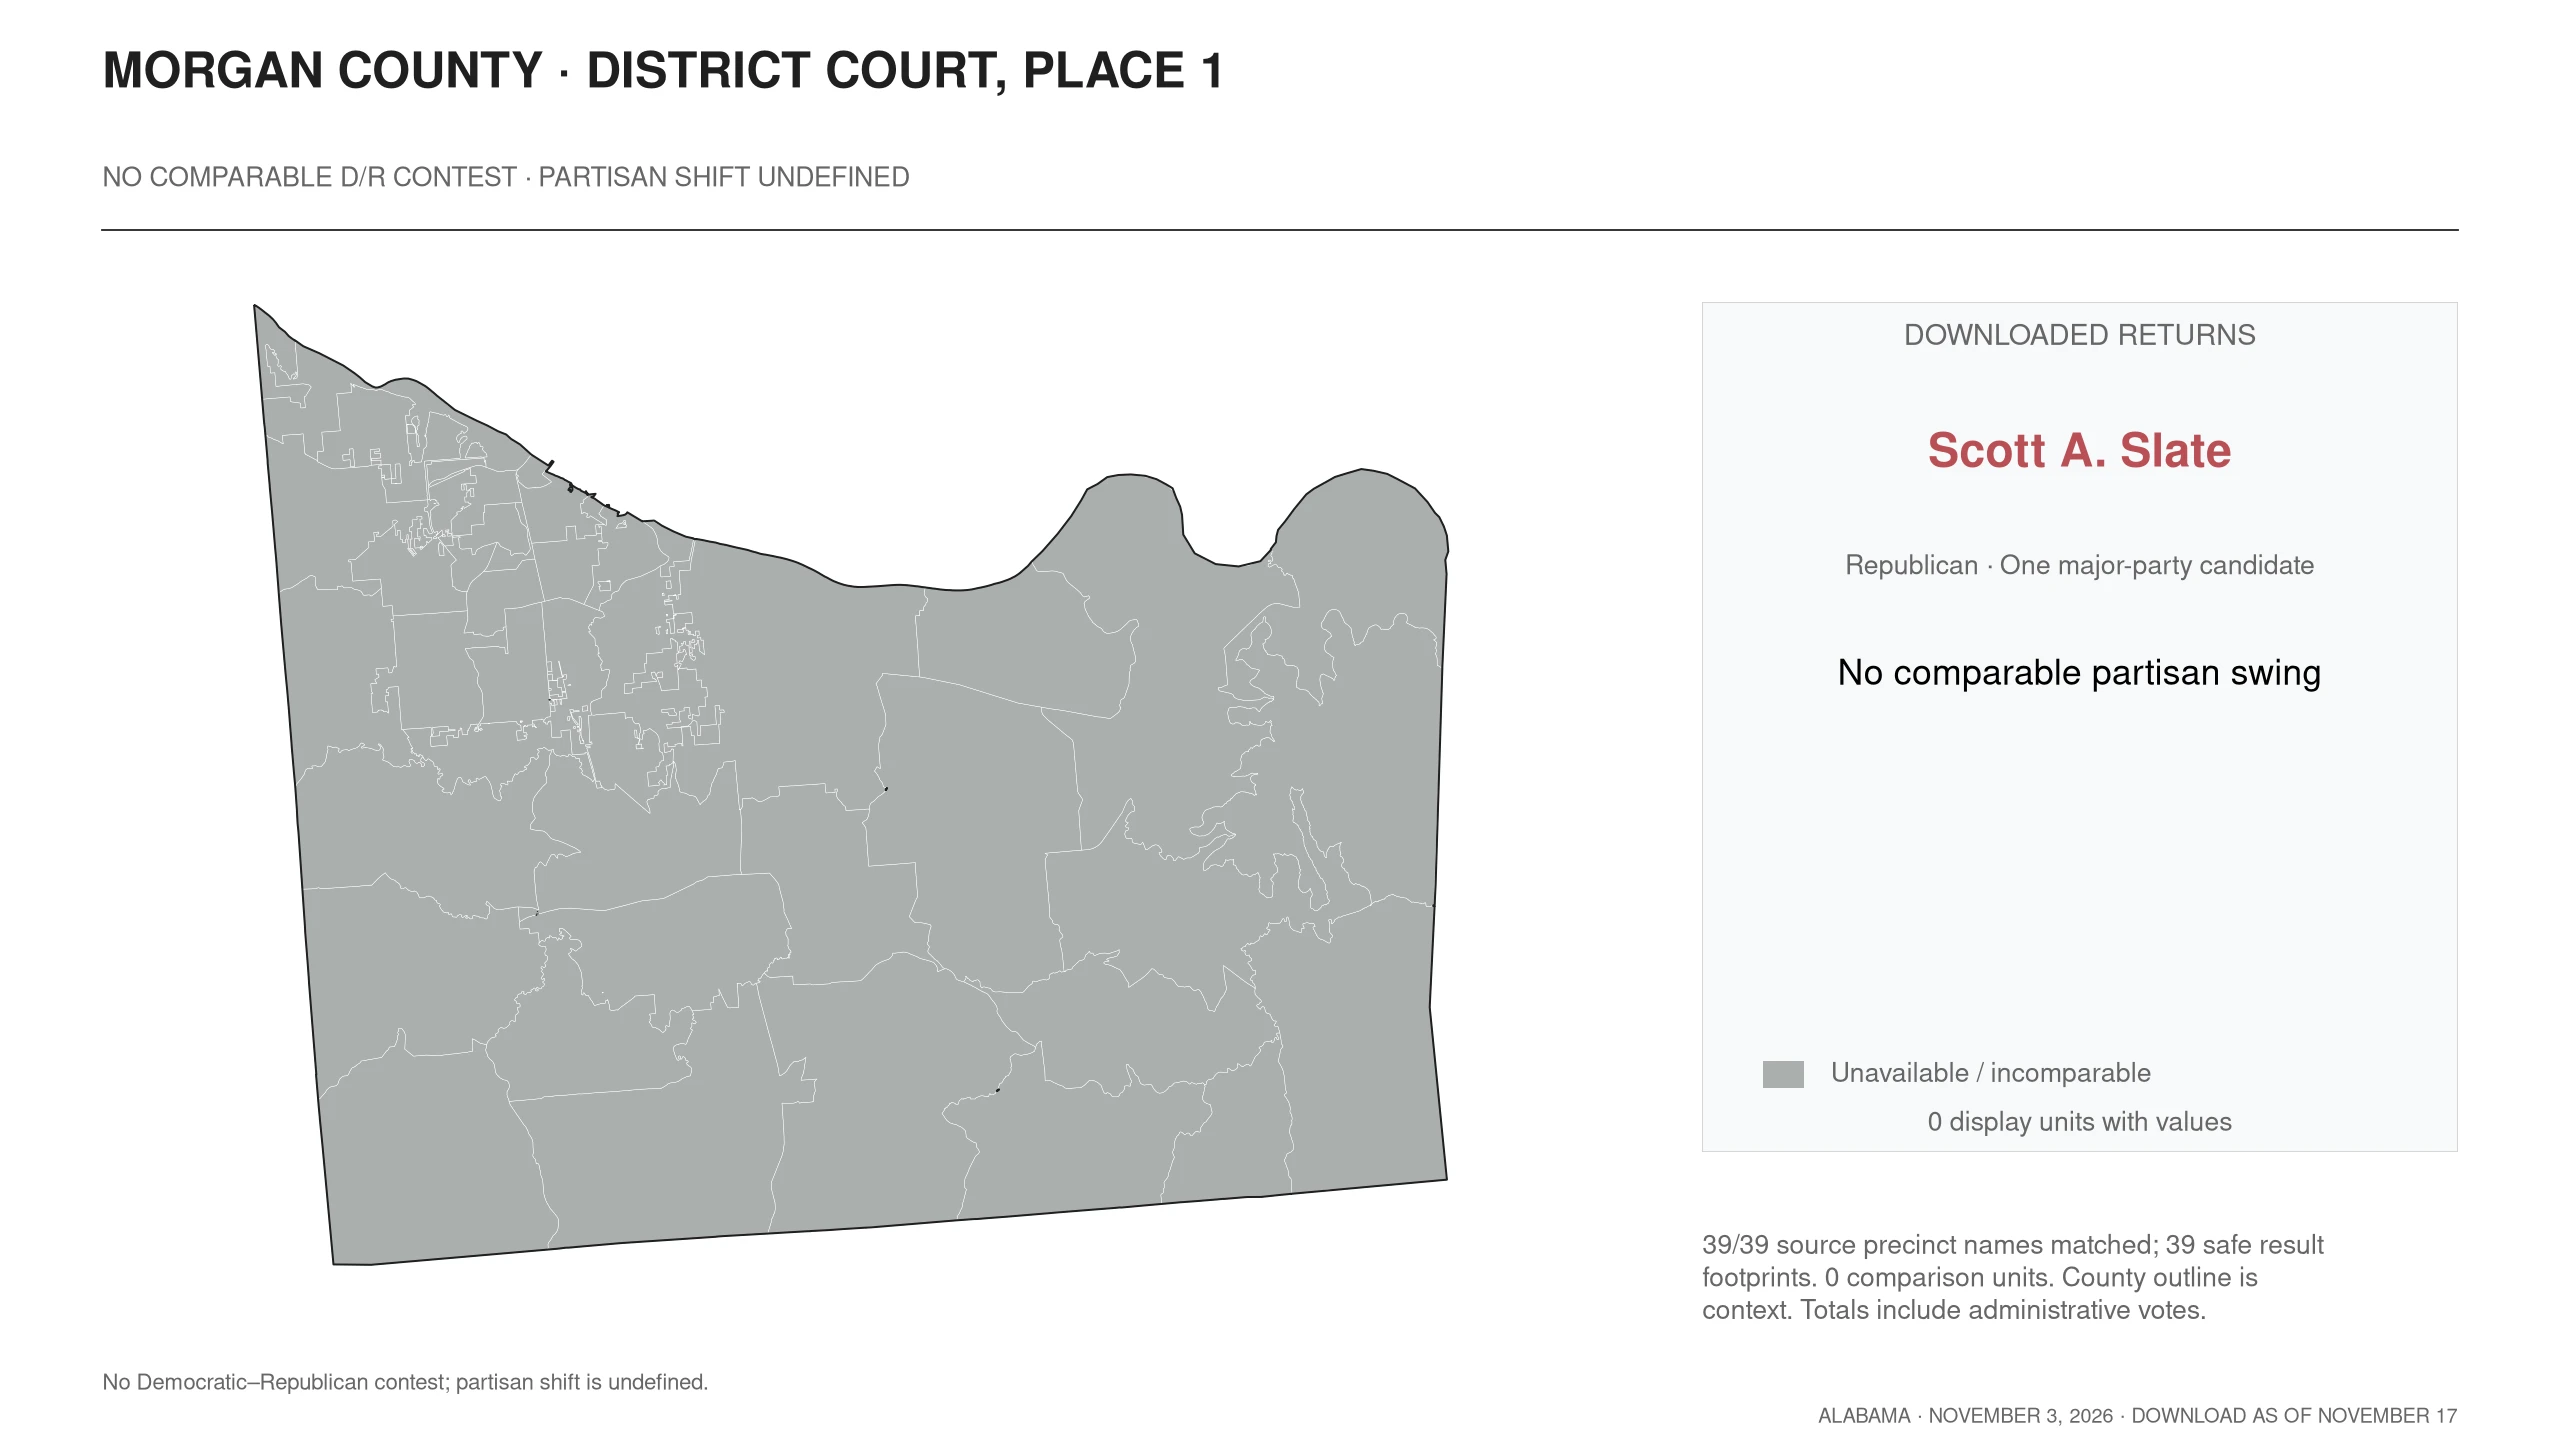 MORGAN COUNTY · DISTRICT COURT, PLACE 1
NO COMPARABLE D/R CONTEST · PARTISAN SHIFT UNDEFINED
DOWNLOADED RETURNS
Scott A. Slate
Republican · One major-party candidate
No comparable partisan swing
Unavailable / incomparable
0 display units with values
39/39 source precinct names matched; 39 safe result
footprints. 0 comparison units. County outline is
context. Totals include administrative votes.
No Democratic–Republican contest; partisan shift is undefined.
ALABAMA · NOVEMBER 3, 2026 · DOWNLOAD AS OF NOVEMBER 17